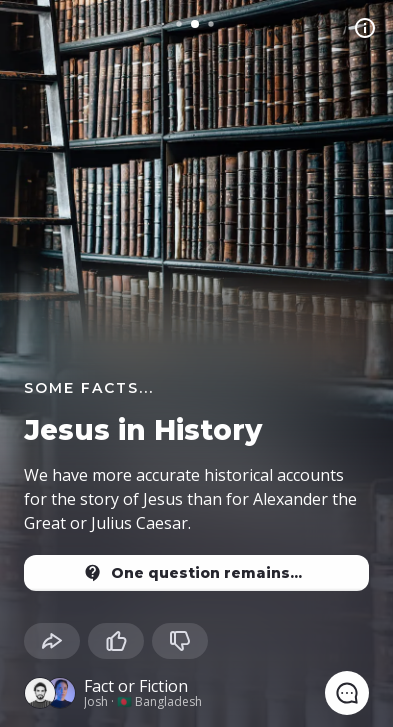 SOME FACTS...
Jesus in History
We have more accurate historical accounts
for the story of Jesus than for Alexander the
Great or Julius Caesar.
One question remains...
Fact or Fiction
Josh · 🇧🇩 Bangladesh